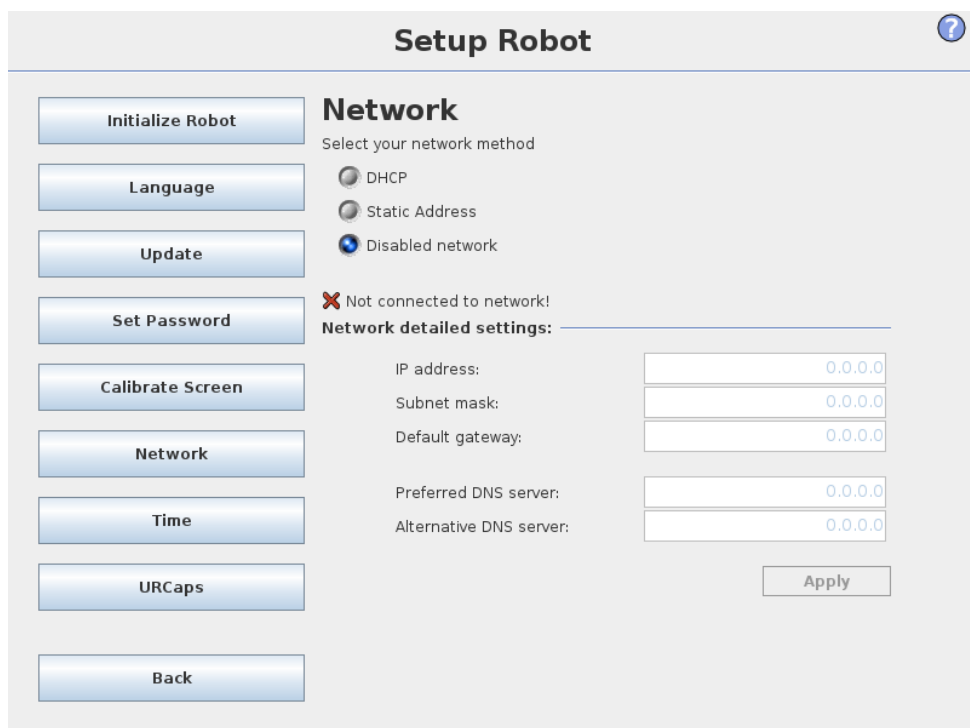 Setup Robot
?
Initialize Robot
Language
Update
Set Password
Calibrate Screen
Network
Time
URCaps
Back
Network
Select your network method
DHCP
Static Address
Disabled network
Not connected to network!
Network detailed settings:
IP address: 0.0.0.0
Subnet mask: 0.0.0.0
Default gateway: 0.0.0.0
Preferred DNS server: 0.0.0.0
Alternative DNS server: 0.0.0.0
Apply